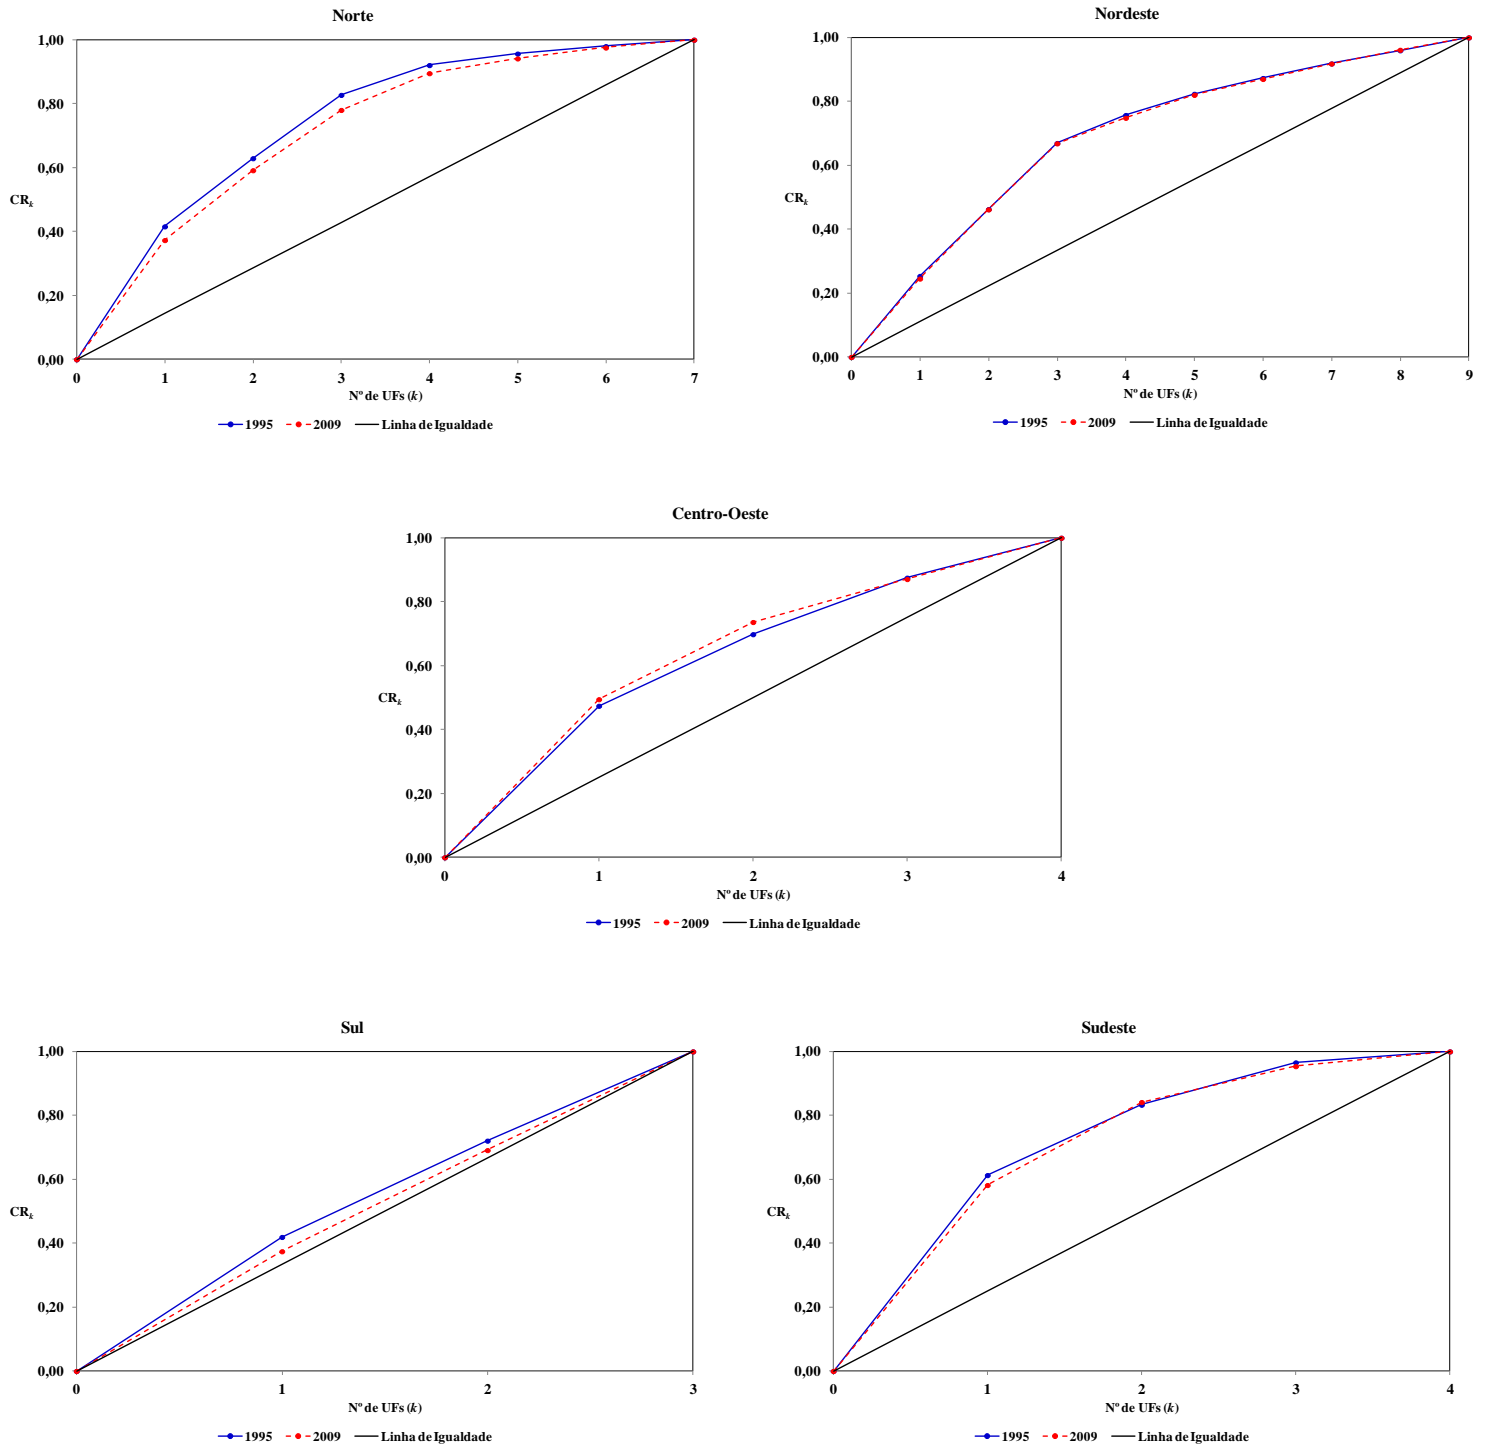 Norte
1,00
0,80
0,60
CRk
0,40
0,20
0,00
0 1 2 3 4 5 6 7
Nº de UFs (k)
1995 2009 Linha de Igualdade
Nordeste
1,00
0,80
0,60
CRk
0,40
0,20
0,00
0 1 2 3 4 5 6 7 8 9
Nº de UFs (k)
1995 2009 Linha de Igualdade
Centro-Oeste
1,00
0,80
0,60
CRk
0,40
0,20
0,00
0 1 2 3 4
Nº de UFs (k)
1995 2009 Linha de Igualdade
Sul
1,00
0,80
0,60
CRk
0,40
0,20
0,00
0 1 2 3
Nº de UFs (k)
1995 2009 Linha de Igualdade
Sudeste
1,00
0,80
0,60
CRk
0,40
0,20
0,00
0 1 2 3 4
Nº de UFs (k)
1995 2009 Linha de Igualdade